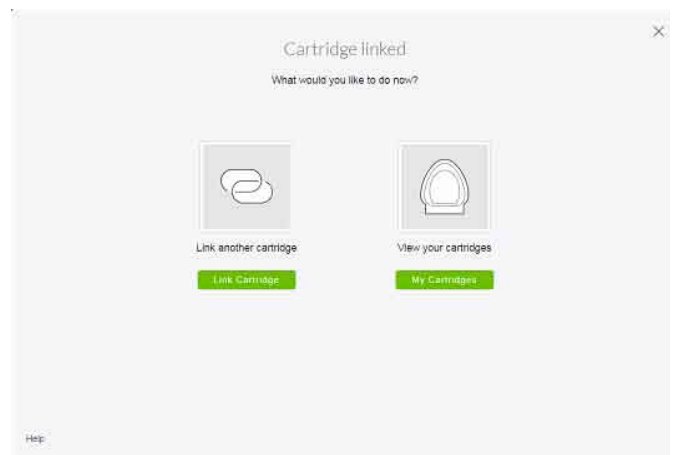 Cartridge linked
What would you like to do now?
Link another cartridge
View your cartridges
Link Cartridge
My Cartridges
Help